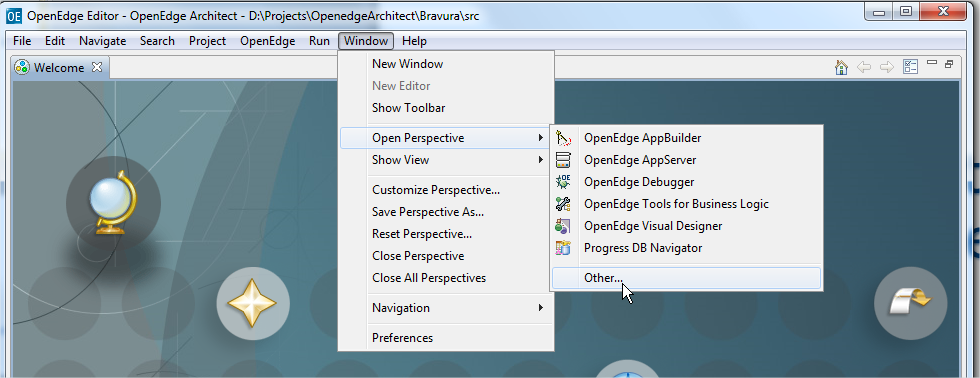 OE OpenEdge Editor - OpenEdge Architect - D:\Projects\OpenedgeArchitect\Bravura\src
File Edit Navigate Search Project OpenEdge Run Window Help
Welcome
New Window
New Editor
Show Toolbar
Open Perspective
Show View
Customize Perspective...
Save Perspective As...
Reset Perspective...
Close Perspective
Close All Perspectives
Navigation
Preferences
OpenEdge AppBuilder
OpenEdge AppServer
OpenEdge Debugger
OpenEdge Tools for Business Logic
OpenEdge Visual Designer
Progress DB Navigator
Other...